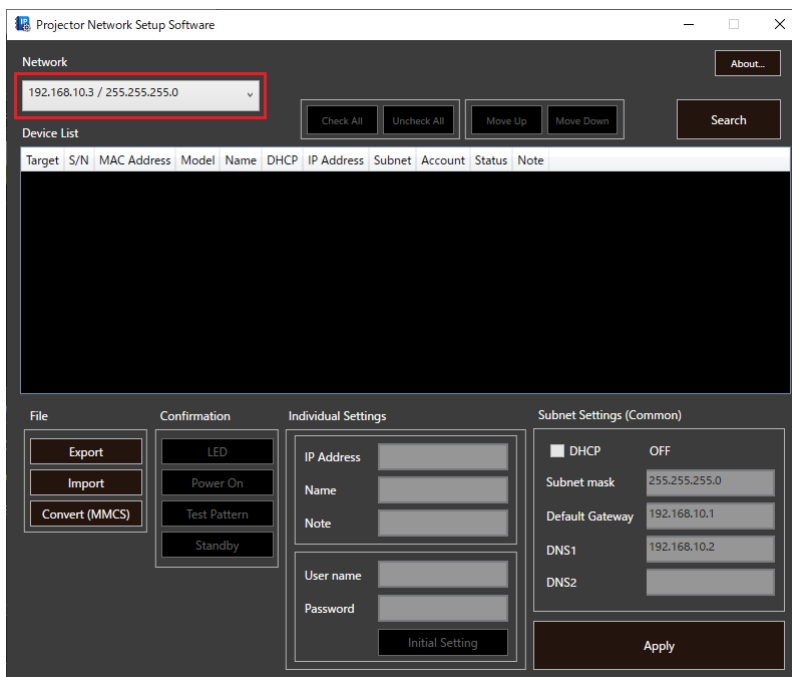 IP
Projector Network Setup Software
Network
About...
192.168.10.3 / 255.255.255.0
Check All
Uncheck All
Move Up
Move Down
Search
Device List
Target S/N MAC Address Model Name DHCP IP Address Subnet Account Status Note
File
Export
Import
Convert (MMCS)
Confirmation
LED
Power On
Test Pattern
Standby
Individual Settings
IP Address
Name
Note
User name
Password
Initial Setting
Subnet Settings (Common)
DHCP OFF
Subnet mask 255.255.255.0
Default Gateway 192.168.10.1
DNS1 192.168.10.2
DNS2
Apply